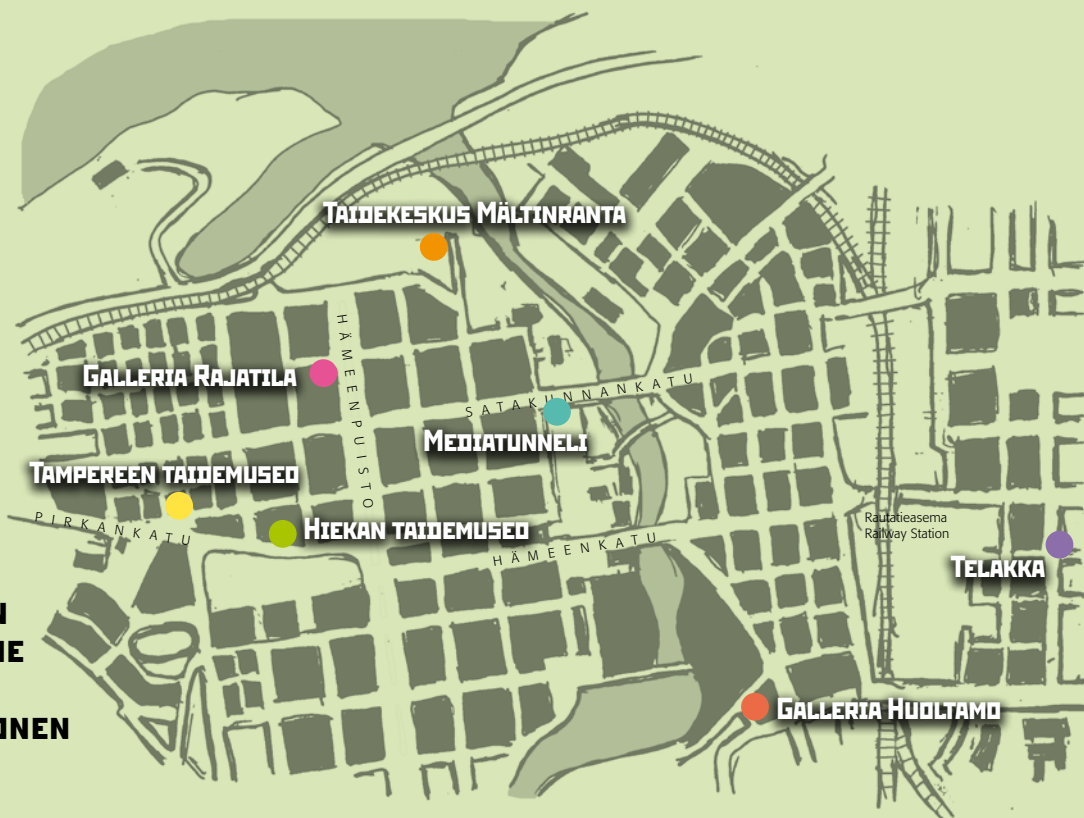 TAIDEKESKUS MÄLTINRANTA
HÄMEENPUISTO
GALLERIA RAJATILA
SATAKUNNANKATU
MEDIATUNNELI
TAMPEREEN TAIDEMUSEO
PIRKANKATU
HIEKAN TAIDEMUSEO
HÄMEENKATU
Rautatieasema
Railway Station
TELAKKA
GALLERIA HUOLTAMO